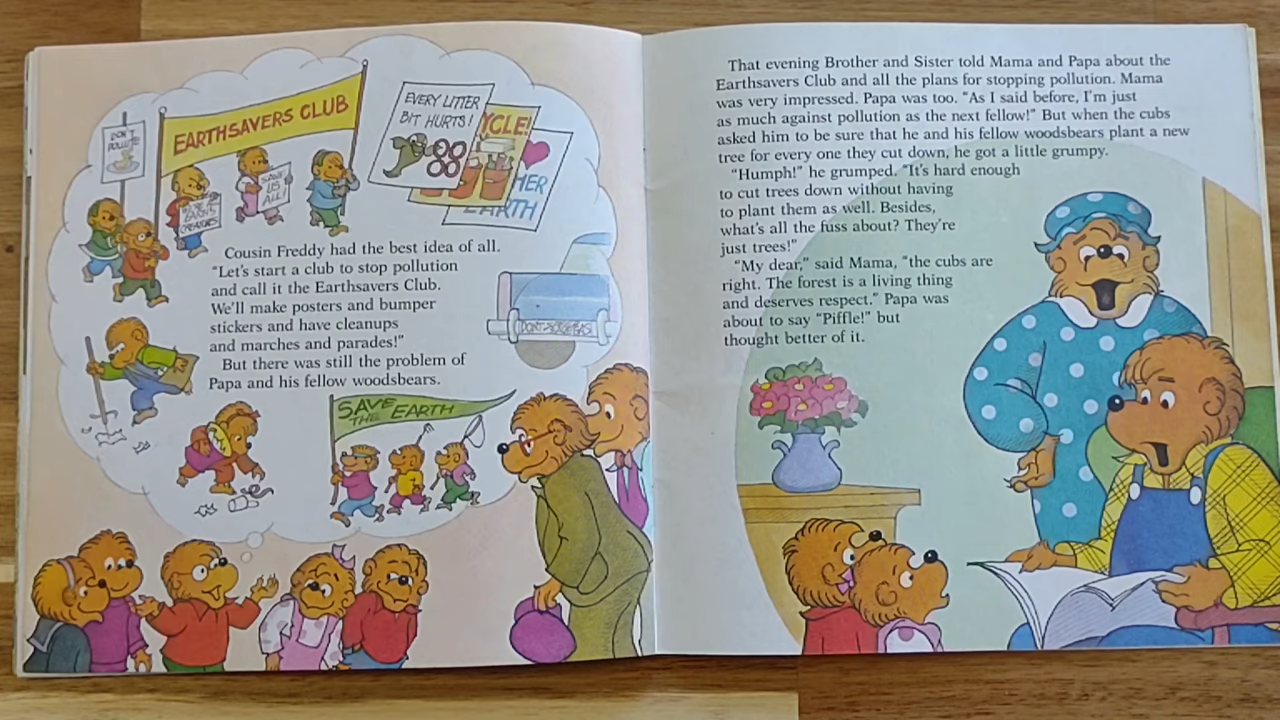 DON'T
POLLUTE
EARTHSAVERS CLUB
SAVE
US
ALL!
EVERY LITTER
BIT HURTS!
YCLE!
HER
EARTH
Cousin Freddy had the best idea of all.
“Let's start a club to stop pollution
and call it the Earthsavers Club.
We'll make posters and bumper
stickers and have cleanups
and marches and parades!”
But there was still the problem of
Papa and his fellow woodsbears.
SAVE
THE EARTH
That evening Brother and Sister told Mama and Papa about the
Earthsavers Club and all the plans for stopping pollution. Mama
was very impressed. Papa was too. “As I said before, I'm just
as much against pollution as the next fellow!” But when the cubs
asked him to be sure that he and his fellow woodsbears plant a new
tree for every one they cut down, he got a little grumpy.
“Humph!” he grumped. “It's hard enough
to cut trees down without having
to plant them as well. Besides,
what's all the fuss about? They're
just trees!”
“My dear,” said Mama, “the cubs are
right. The forest is a living thing
and deserves respect.” Papa was
about to say “Piffle!” but
thought better of it.